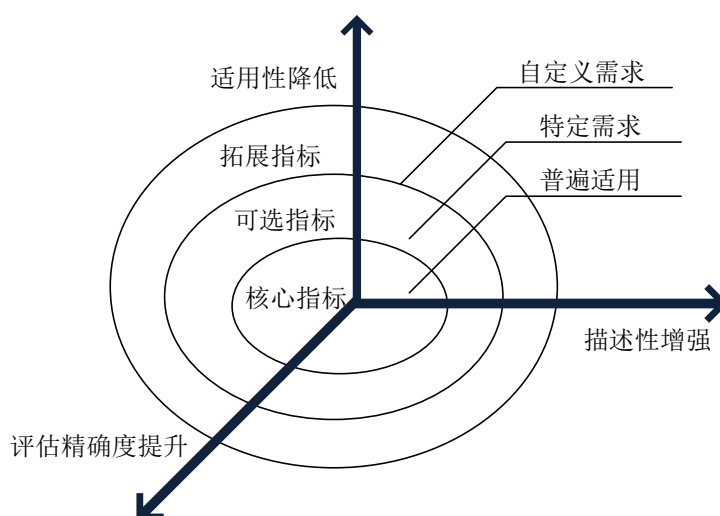 自定义需求
适用性降低
特定需求
拓展指标
普遍适用
可选指标
核心指标
描述性增强
评估精确度提升